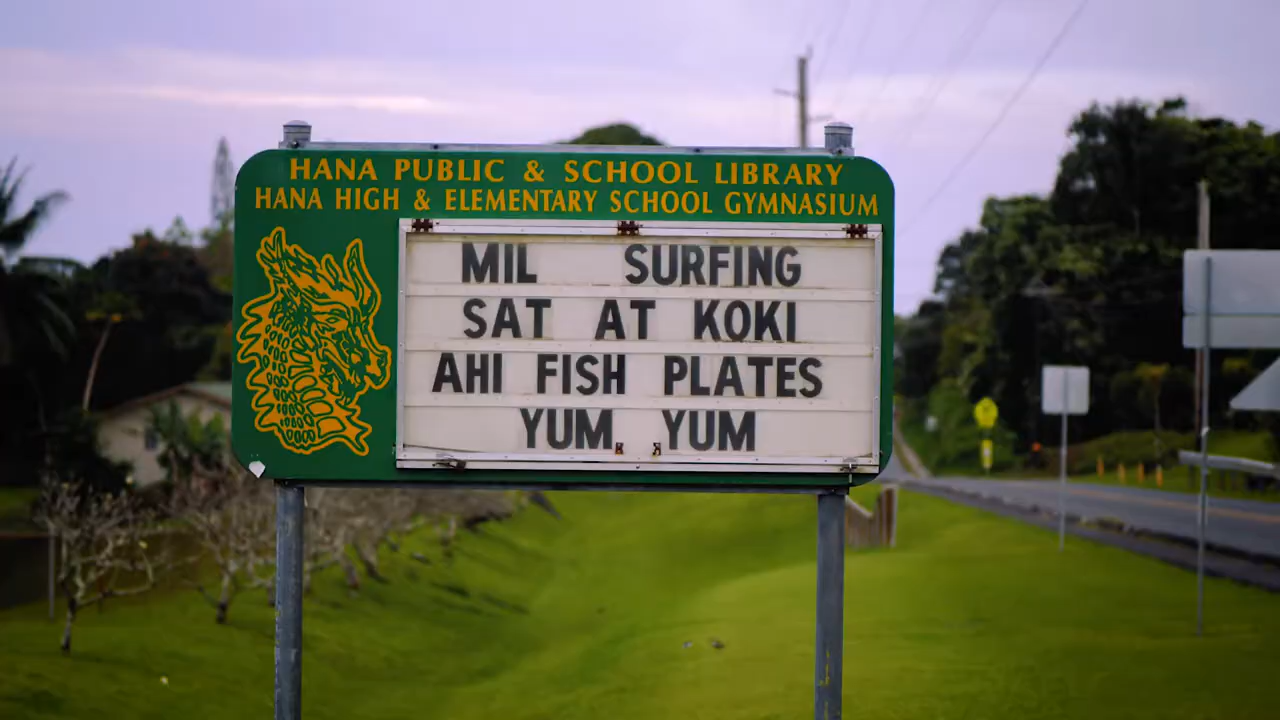 HANA PUBLIC & SCHOOL LIBRARY
HANA HIGH & ELEMENTARY SCHOOL GYMNASIUM
MIL SURFING
SAT AT KOKI
AHI FISH PLATES
YUM YUM